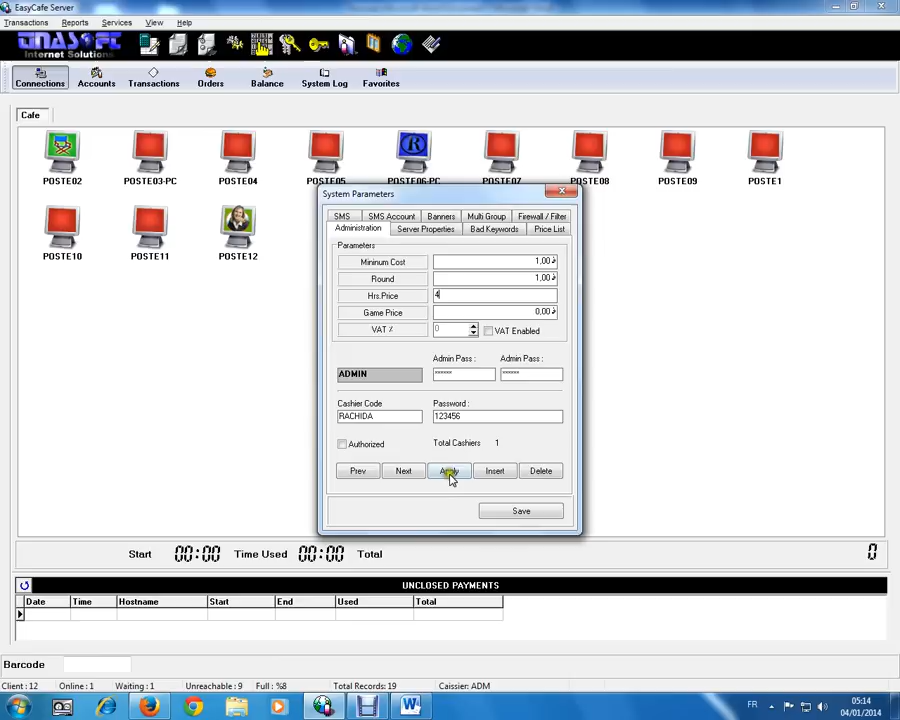 EasyCafe Server
Transactions Reports Services View Help
TINASOFT
Internet Solutions
Connections Accounts Transactions Orders Balance System Log Favorites
Cafe
POSTE02 POSTE03-PC POSTE04 POSTE05 POSTE06-PC POSTE07 POSTE08 POSTE09 POSTE1
POSTE10 POSTE11 POSTE12
System Parameters
SMS SMS Account Banners Multi Group Firewall / Filter
Administration Server Properties Bad Keywords Price List
Parameters
Minimum Cost 1,00
Round 1,00
Hrs.Price 4
Game Price 0,00
VAT % 0 VAT Enabled
Admin Pass : Admin Pass :
ADMIN ****** ******
Cashier Code Password :
RACHIDA 123456
Authorized Total Cashiers 1
Prev Next Apply Insert Delete
Save
Start 00:00 Time Used 00:00 Total 0
UNCLOSED PAYMENTS
Date Time Hostname Start End Used Total
Barcode
Client : 12 Online : 1 Waiting : 1 Unreachable : 9 Full : %8 Total Records : 19 Caissier: ADM
FR 05:14
04/01/2014